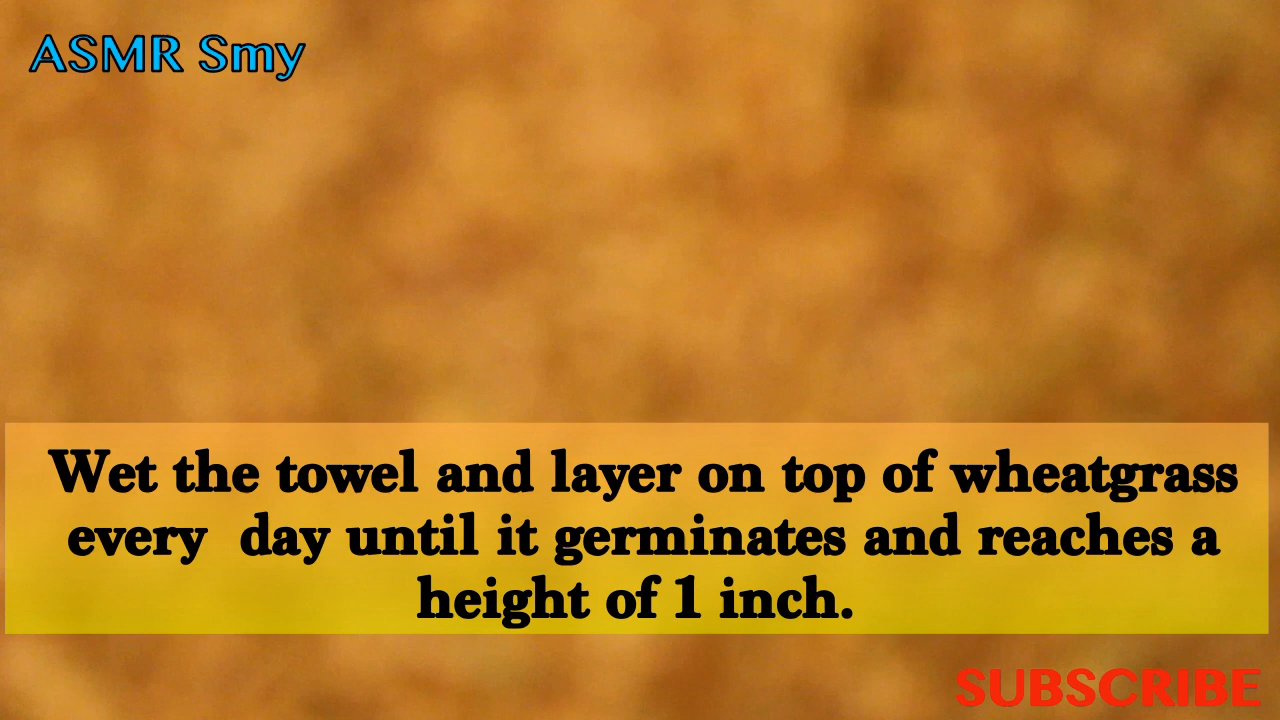 ASMR Smy
Wet the towel and layer on top of wheatgrass
every  day until it germinates and reaches a
height of 1 inch.
SUBSCRIBE